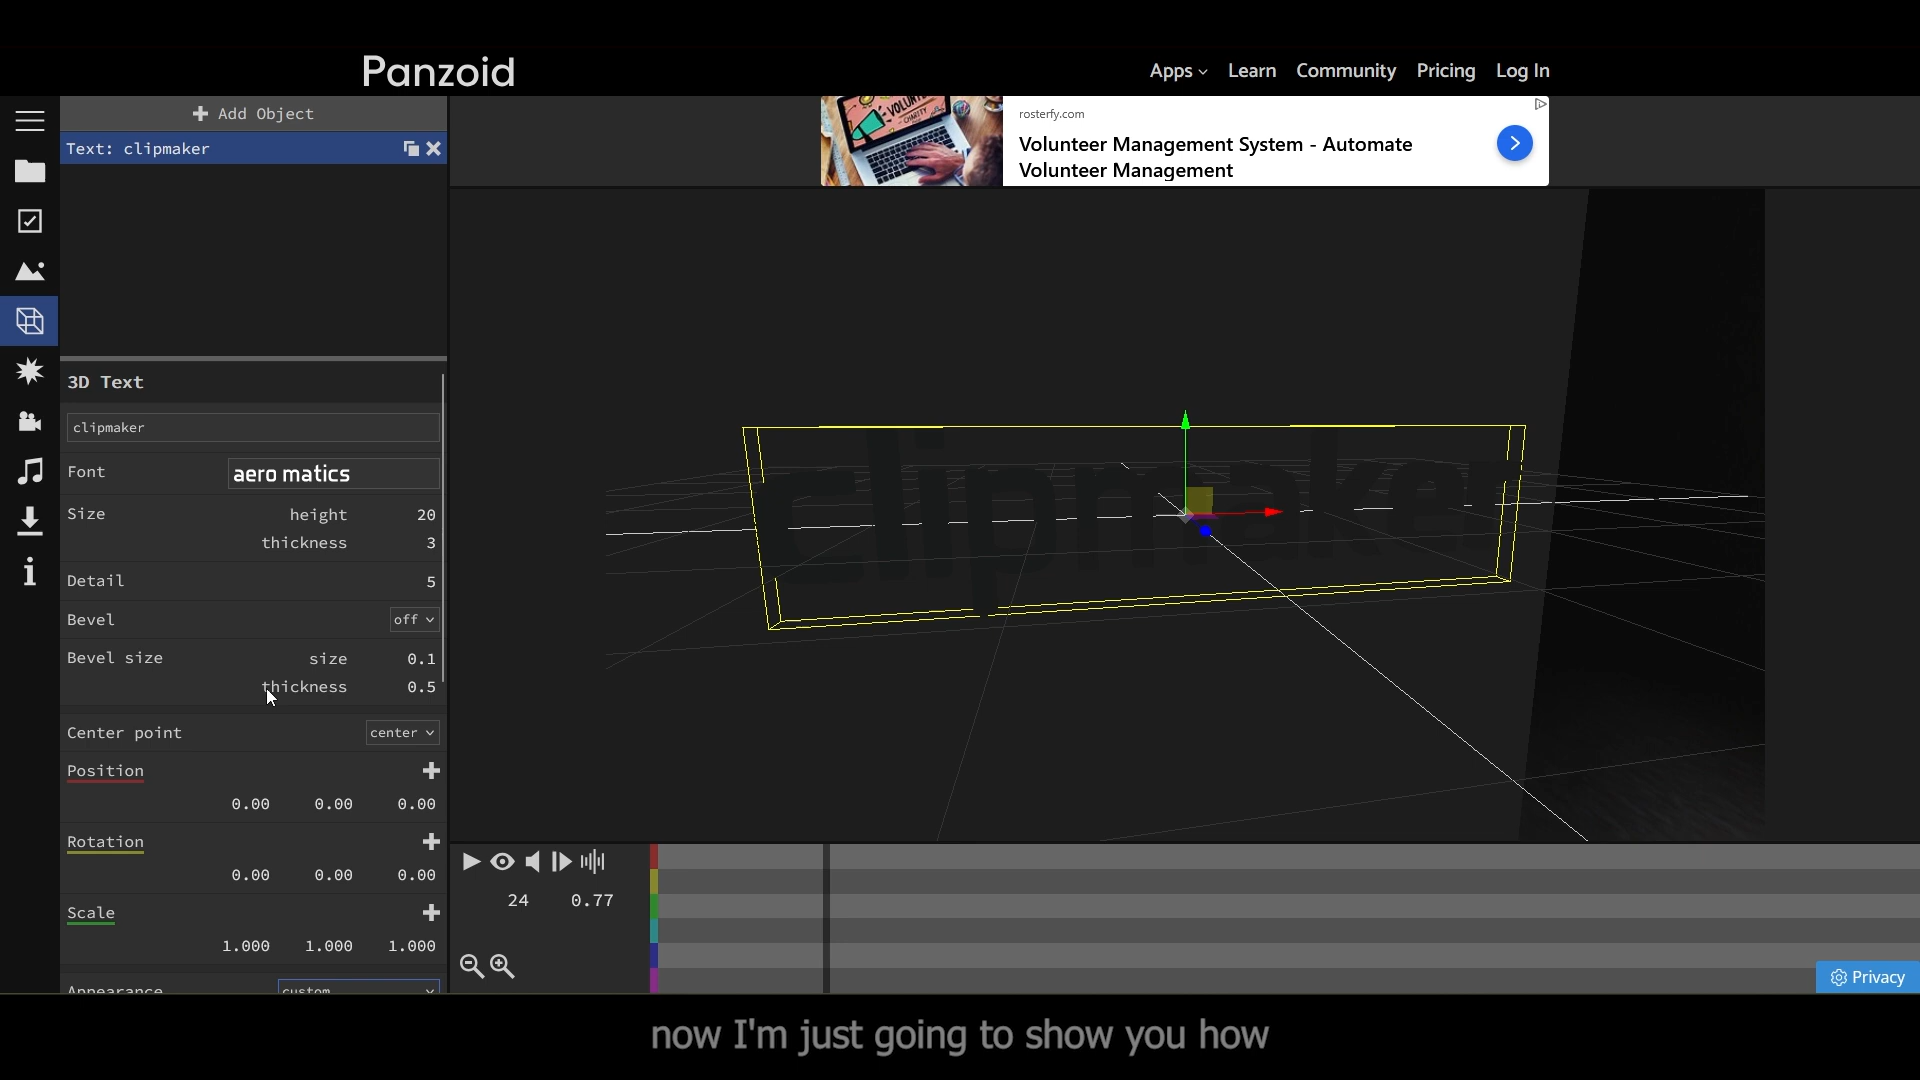 Panzoid
Apps
Learn
Community
Pricing
Log In
Add Object
Text: clipmaker
rosterfy.com
Volunteer Management System - Automate
Volunteer Management
3D Text
clipmaker
Font
aero matics
Size
height
20
thickness
3
Detail
5
Bevel
off
Bevel size
size
0.1
thickness
0.5
Center point
center
Position
0.00 0.00 0.00
Rotation
0.00 0.00 0.00
Scale
1.000 1.000 1.000
Appearance
custom
clipmaker
24 0.77
Privacy
now I'm just going to show you how